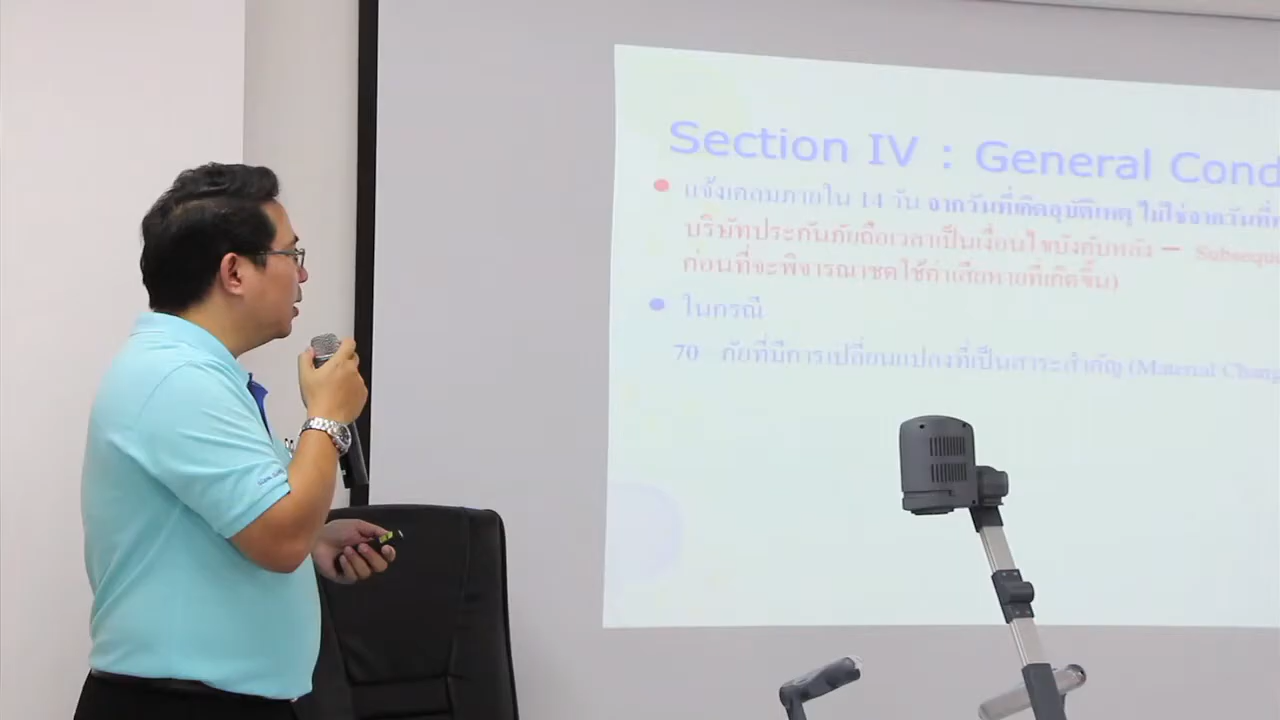 Section IV : General Cond
แจ้งเคลมภายใน 14 วัน จากวันที่เกิดอุบัติเหตุ ไม่ใช่จากวันที่
บริษัทประกันภัยถือเวลาเป็นเงื่อนไขบังคับหลัง – Subsequ
ก่อนที่จะพิจารณาชดใช้ค่าเสียหายที่เกิดขึ้น)
ในกรณี
70 ภัยที่มีการเปลี่ยนแปลงที่เป็นสาระสำคัญ (Material Chang